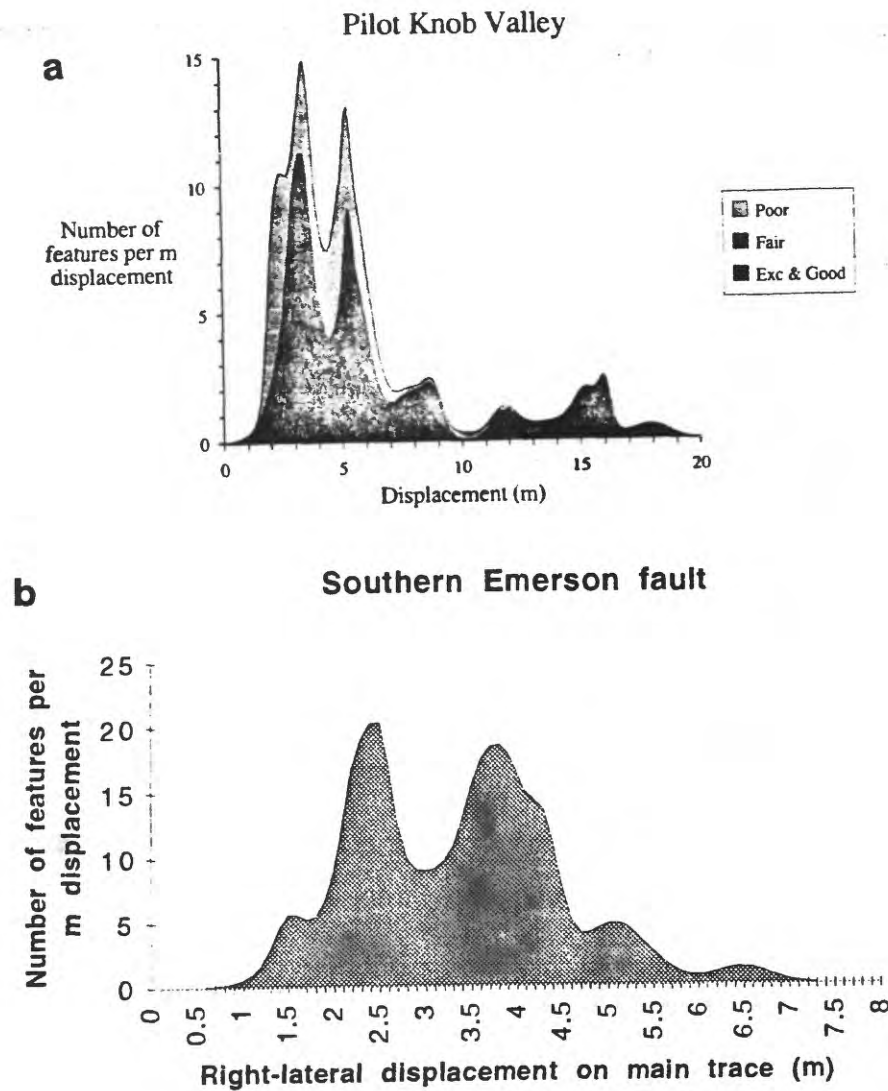 Pilot Knob Valley
a
15
10
5
0
Number of
features per m
displacement
Poor
Fair
Exc & Good
0 5 10 15 20
Displacement (m)
b
Southern Emerson fault
25
20
15
10
5
0
Number of features per
m displacement
0 0.5 1 1.5 2 2.5 3 3.5 4 4.5 5 5.5 6 6.5 7 7.5 8
Right-lateral displacement on main trace (m)